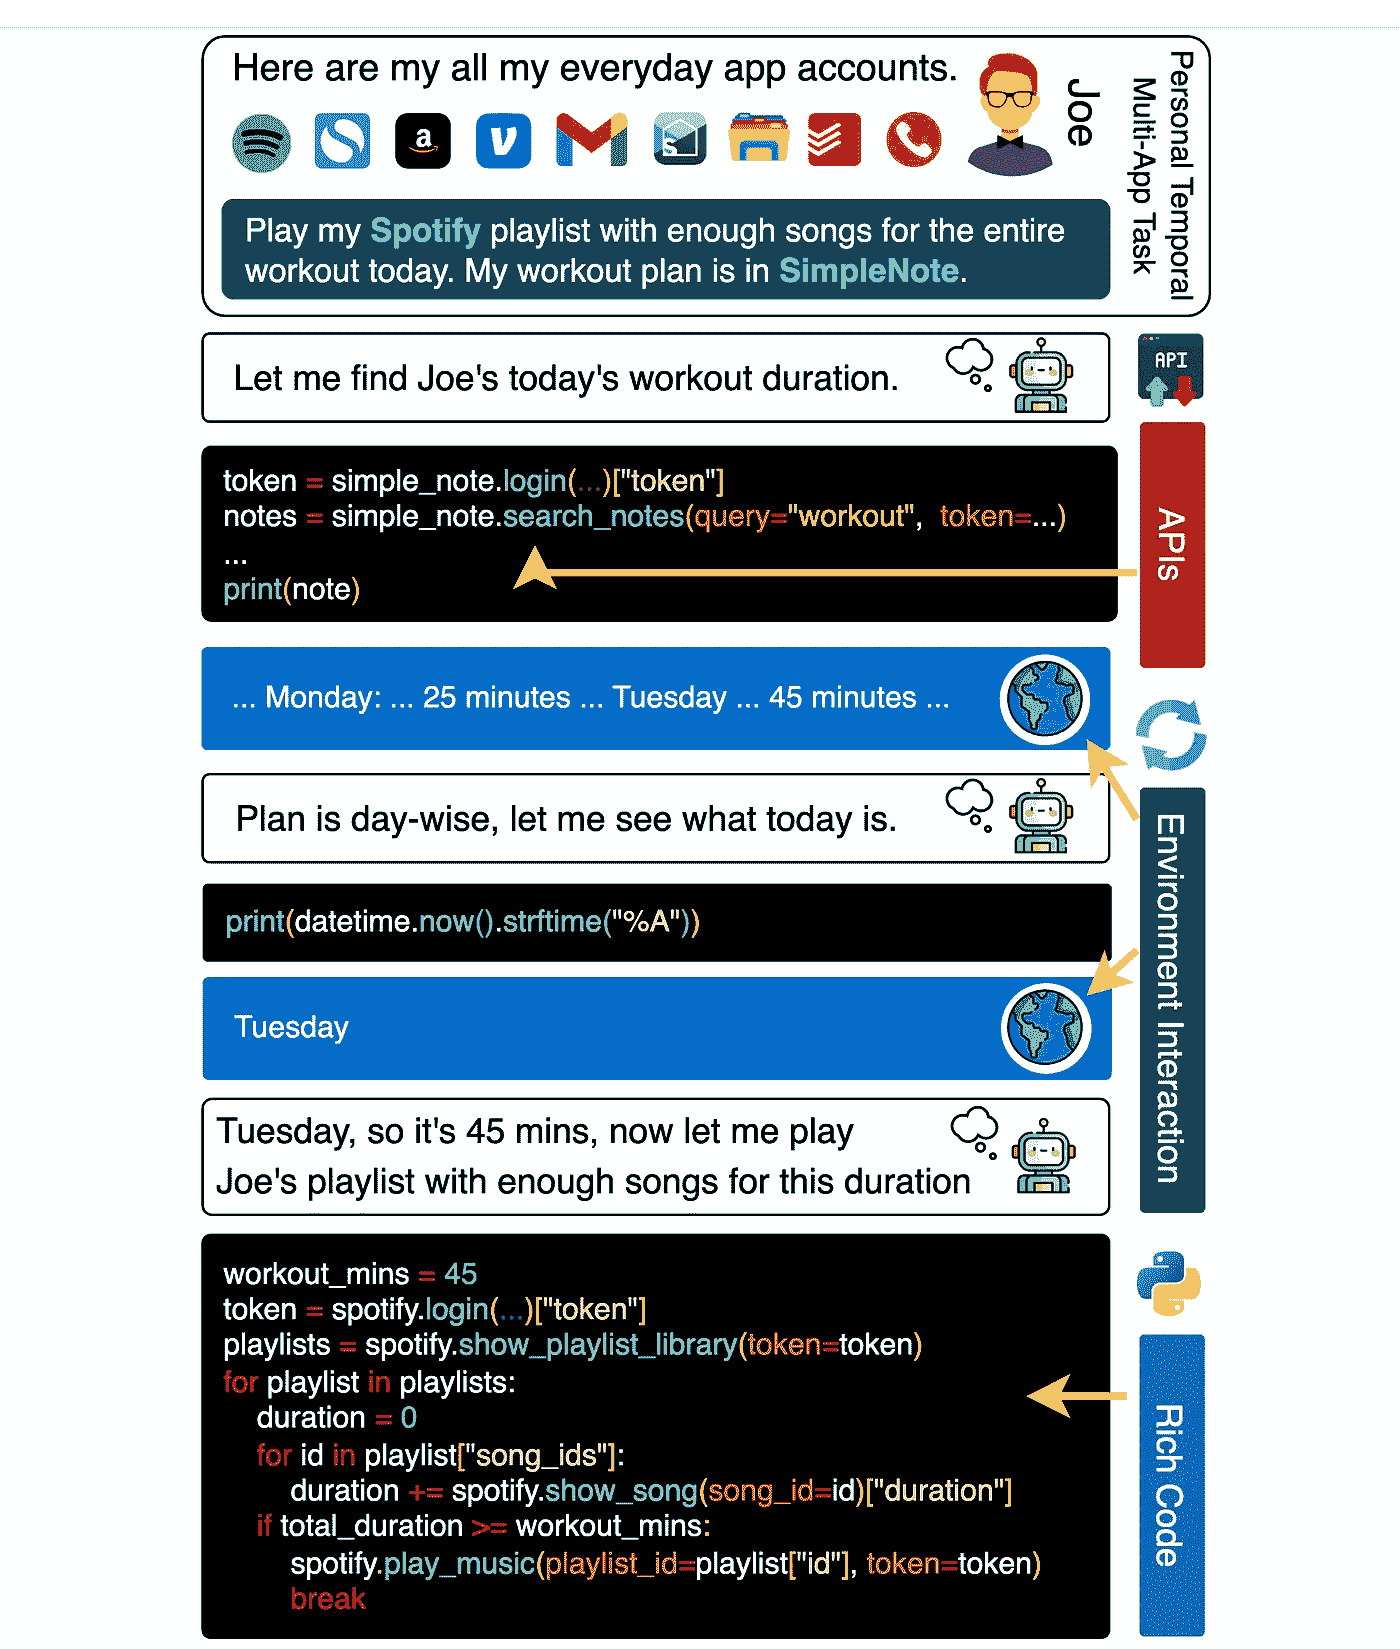 Here are my all my everyday app accounts.
Joe
Personal Temporal
Multi-App Task
S
a
v
S
Play my Spotify playlist with enough songs for the entire
workout today. My workout plan is in SimpleNote.
Let me find Joe's today's workout duration.
API
token = simple_note.login(...)["token"]
notes = simple_note.search_notes(query="workout", token=...)
...
print(note)
APIs
... Monday: ... 25 minutes ... Tuesday ... 45 minutes ...
Plan is day-wise, let me see what today is.
print(datetime.now().strftime("%A"))
Tuesday
Environment Interaction
Tuesday, so it's 45 mins, now let me play
Joe's playlist with enough songs for this duration
workout_mins = 45
token = spotify.login(...)["token"]
playlists = spotify.show_playlist_library(token=token)
for playlist in playlists:
duration = 0
for id in playlist["song_ids"]:
duration += spotify.show_song(song_id=id)["duration"]
if total_duration >= workout_mins:
spotify.play_music(playlist_id=playlist["id"], token=token)
break
Rich Code